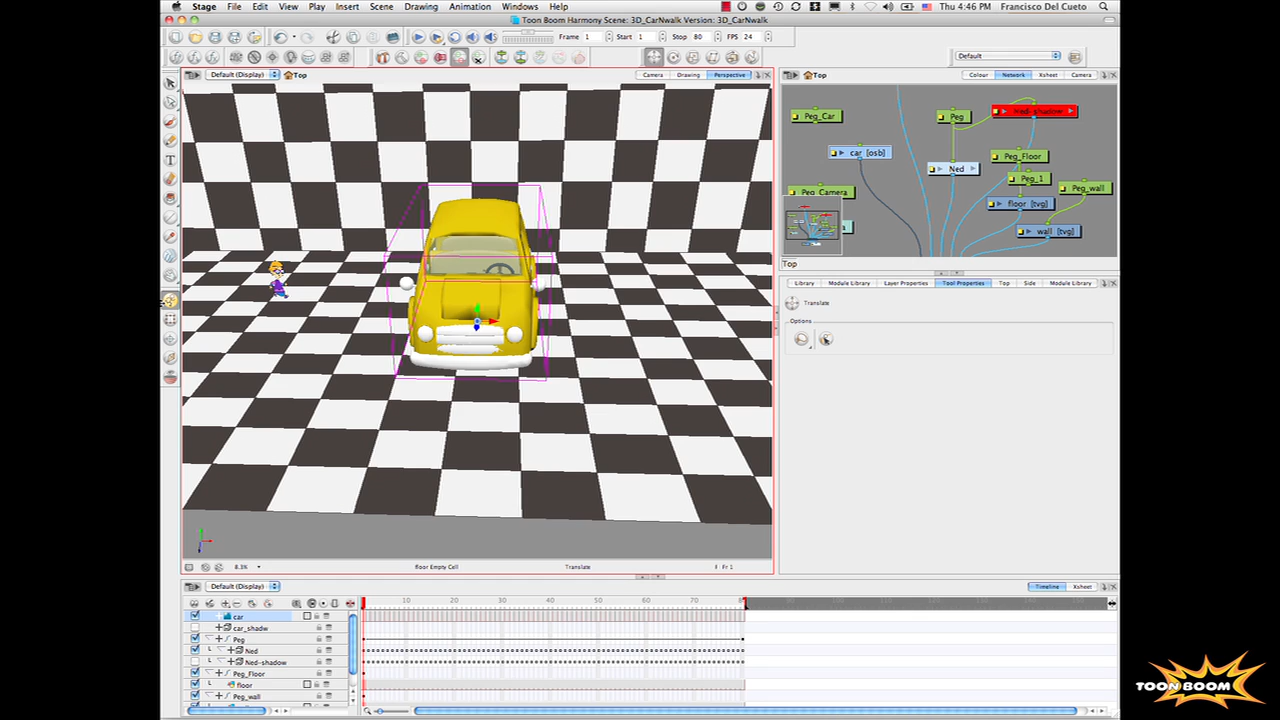 Stage File Edit View Play Insert Scene Drawing Animation Windows Help Thu 4:46 PM Francisco Del Cueto
Toon Boom Harmony Scene: 3D_CarNwalk Version: 3D_CarNwalk
Frame 1 Start 1 Stop 80 FPS 24
Default
Default (Display) Top Camera Drawing Perspective
Top Colour Network Xsheet Camera
Peg_Car Peg Ned-shadow
car [osb] Peg_Floor
Ned Peg_1
Peg_Camera Peg_wall
floor [tvg]
wall [tvg]
Top
Library Module Library Layer Properties Tool Properties Top Side Module Library
Translate
Options
8.3% floor Empty Cell Translate Fr 1
Default (Display) Timeline Xsheet
10 20 30 40 50 60 70
car
car_shadw
Peg
Ned
Ned-shadow
Peg_Floor
floor
Peg_wall
TOON BOOM